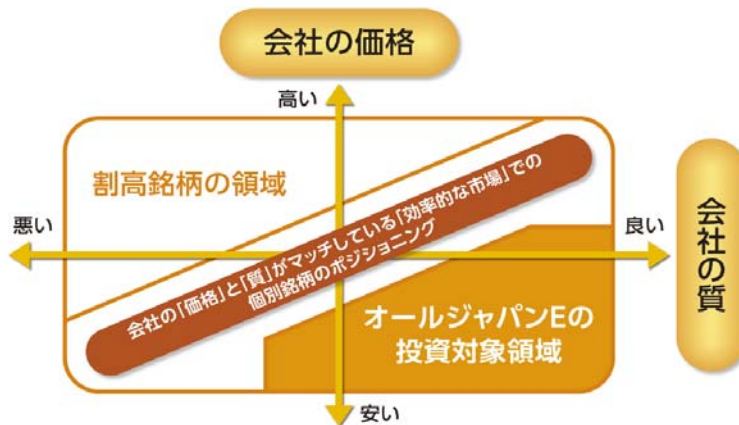 会社の価格
高い
割高銘柄の領域
悪い
良い
会社の「価格」と「質」がマッチしている「効率的な市場」での
個別銘柄のポジショニング
会社の質
オールジャパンEの
投資対象領域
安い